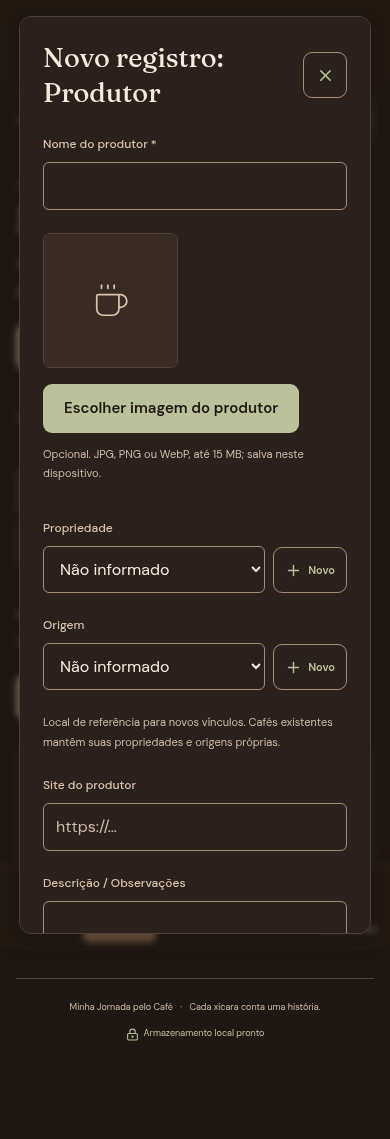 Novo registro:
Produtor
Nome do produtor *
Escolher imagem do produtor
Opcional. JPG, PNG ou WebP, até 15 MB; salva neste
dispositivo.
Propriedade
Não informado
Novo
Origem
Não informado
Novo
Local de referência para novos vínculos. Cafés existentes
mantêm suas propriedades e origens próprias.
Site do produtor
https://...
Descrição / Observações
Minha Jornada pelo Café · Cada xícara conta uma história.
Armazenamento local pronto